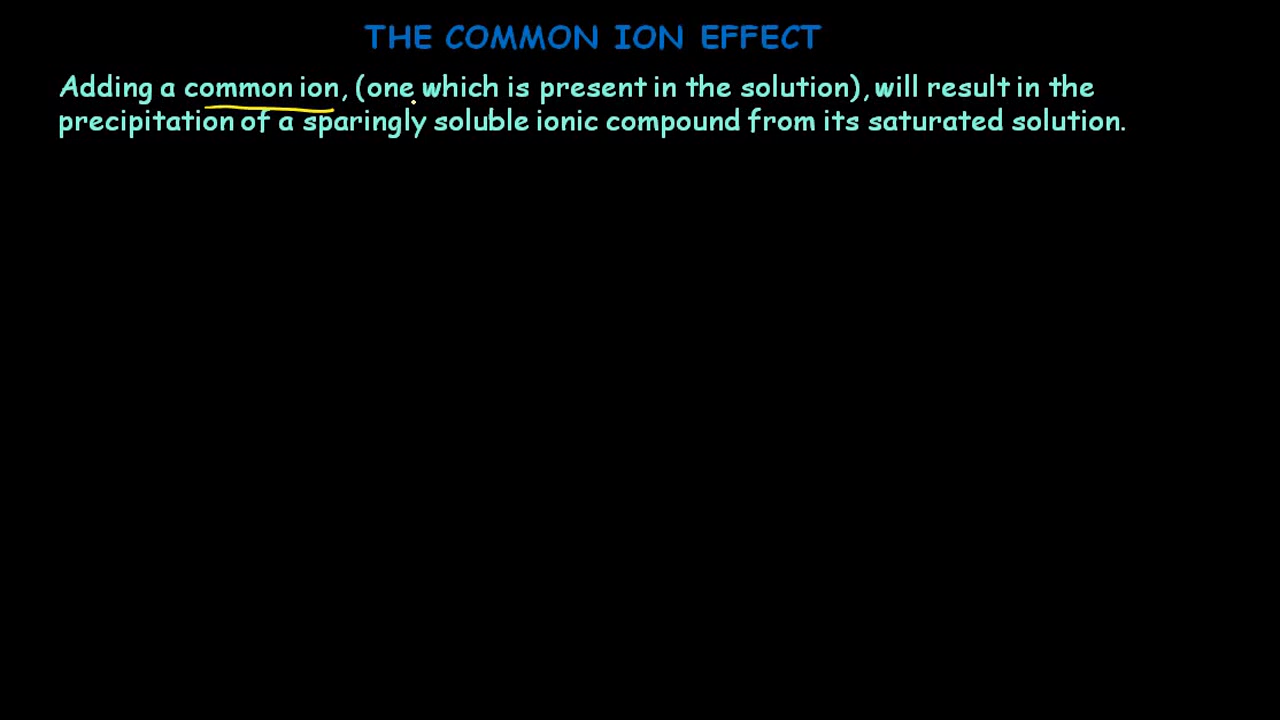 THE COMMON ION EFFECT
Adding a common ion, (one which is present in the solution), will result in the
precipitation of a sparingly soluble ionic compound from its saturated solution.